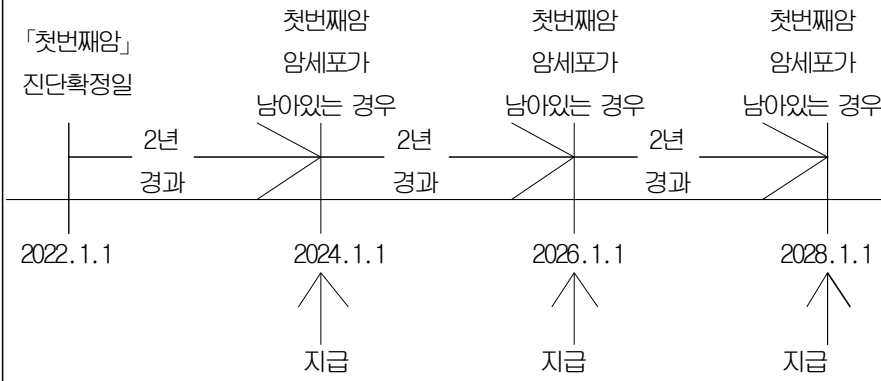 「첫번째암」
진단확정일
첫번째암
암세포가
남아있는 경우
첫번째암
암세포가
남아있는 경우
첫번째암
암세포가
남아있는 경우
2년
경과
2년
경과
2년
경과
2022.1.1
2024.1.1
2026.1.1
2028.1.1
지급
지급
지급